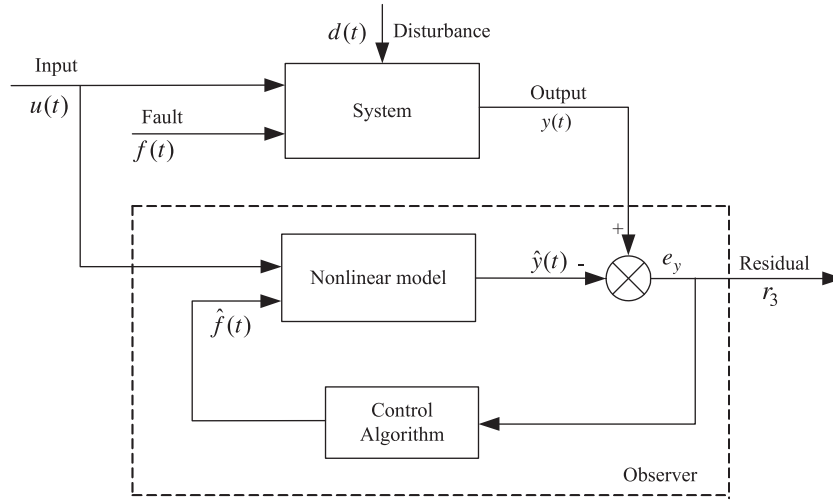 d(t) Disturbance
Input
u(t)
Fault
f(t)
System
Output
y(t)
+
Nonlinear model
ŷ(t) -
e_y
Residual
r_3
f̂(t)
Control
Algorithm
Observer